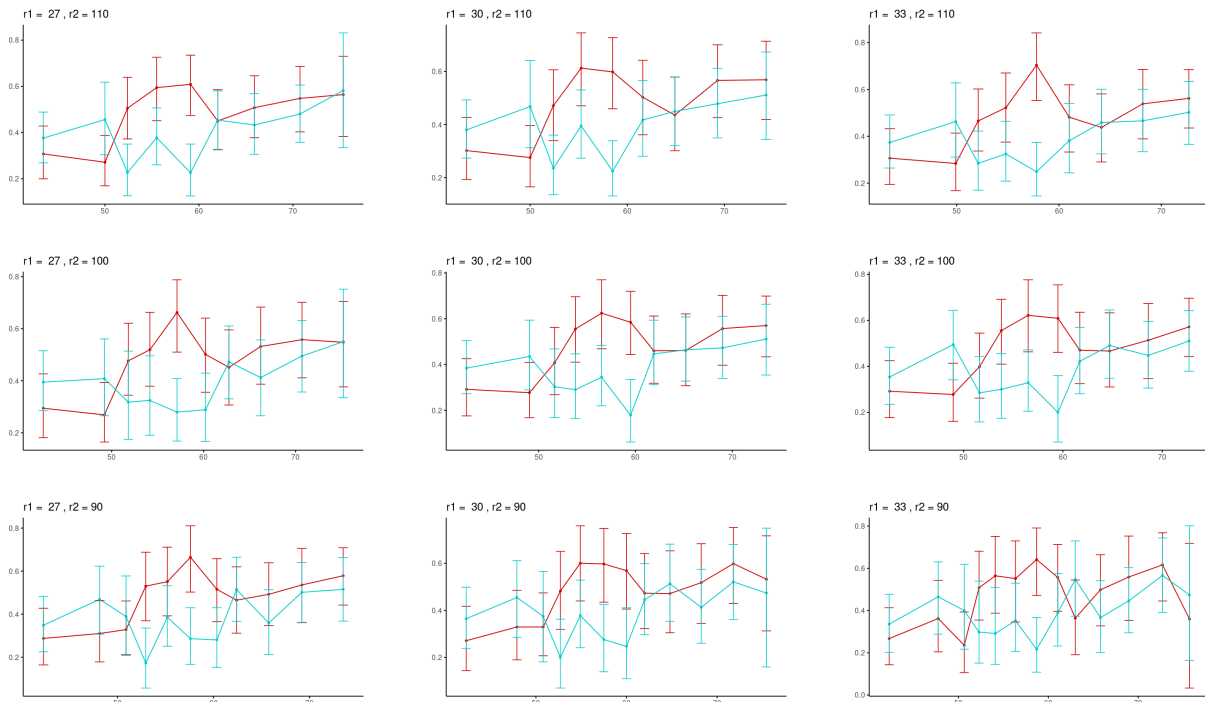 r1 = 27 , r2 = 110
0.8
0.6
0.4
0.2
50 60 70
r1 = 30 , r2 = 110
0.6
0.4
0.2
50 60 70
r1 = 33 , r2 = 110
0.8
0.6
0.4
0.2
50 60 70
r1 = 27 , r2 = 100
0.8
0.6
0.4
0.2
50 60 70
r1 = 30 , r2 = 100
0.8
0.6
0.4
0.2
50 60 70
r1 = 33 , r2 = 100
0.8
0.6
0.4
0.2
50 60 70
r1 = 27 , r2 = 90
0.8
0.6
0.4
0.2
r1 = 30 , r2 = 90
0.6
0.4
0.2
r1 = 33 , r2 = 90
0.8
0.6
0.4
0.2
0.0